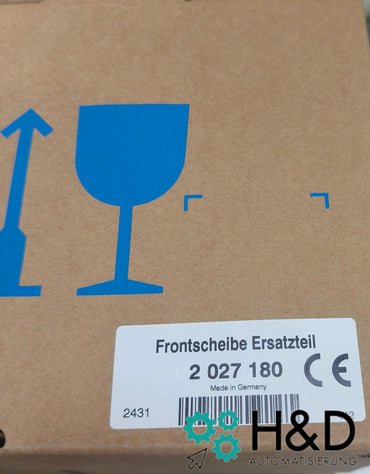 Frontscheibe Ersatzteil
2 027 180
CE
Made in Germany
2431
H&D
AUTOMATISIERUNG